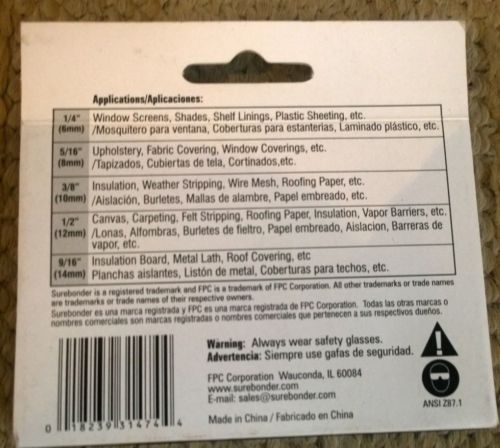 Applications/Aplicaciones:
1/4" Window Screens, Shades, Shelf Linings, Plastic Sheeting, etc.
(6mm) /Mosquitero para ventana, Coberturas para estanterias, Laminado plástico, etc.
5/16" Upholstery, Fabric Covering, Window Coverings, etc.
(8mm) /Tapizados, Cubiertas de tela, Cortinados,etc.
3/8" Insulation, Weather Stripping, Wire Mesh, Roofing Paper, etc.
(10mm) /Aislación, Burletes, Mallas de alambre, Papel embreado, etc.
1/2" Canvas, Carpeting, Felt Stripping, Roofing Paper, Insulation, Vapor Barriers, etc.
(12mm) /Lonas, Alfombras, Burletes de fieltro, Papel embreado, Aislacion, Barreras de
vapor, etc.
9/16" Insulation Board, Metal Lath, Roof Covering, etc
(14mm) Planchas aislantes, Listón de metal, Coberturas para techos, etc.
Surebonder is a registered trademark and FPC is a trademark of FPC Corporation. All other trademarks or trade names
are trademarks or trade names of their respective owners.
Surebonder es una marca registrada y FPC es una marca registrada de FPC Corporation. Todas las otras marcas o
nombres comerciales son marcas registradas o nombres comerciales que pertenecen a sus respectivos dueños.
Warning: Always wear safety glasses.
Advertencia: Siempre use gafas de seguridad.
FPC Corporation Wauconda, IL 60084
www.surebonder.com
E-mail: sales@surebonder.com
Made in China / Fabricado en China
ANSI Z87.1
0 18239 31474 4